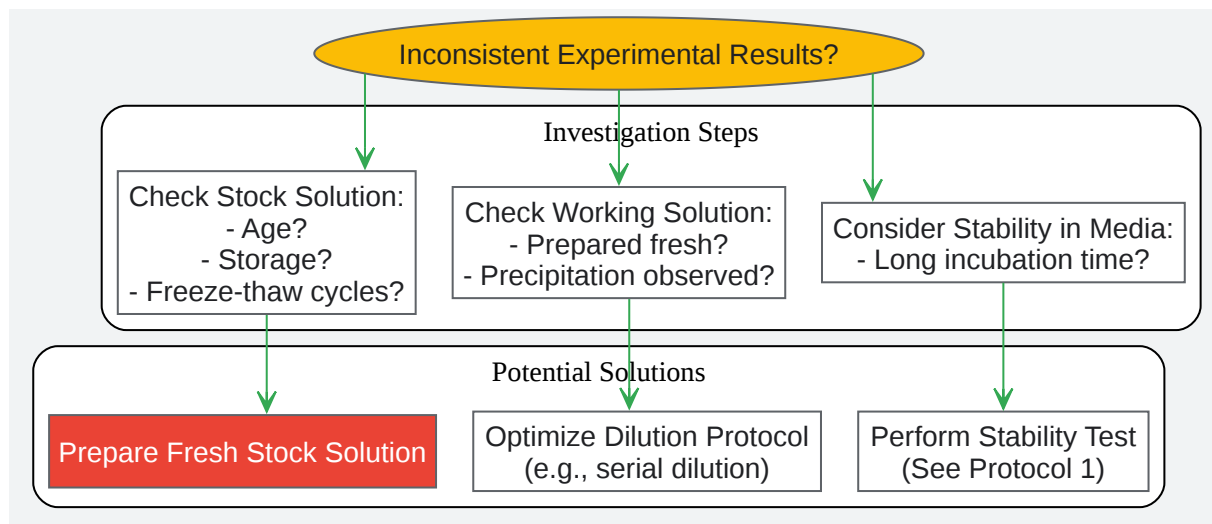 Inconsistent Experimental Results?
Investigation Steps
Check Stock Solution:
- Age?
- Storage?
- Freeze-thaw cycles?
Check Working Solution:
- Prepared fresh?
- Precipitation observed?
Consider Stability in Media:
- Long incubation time?
Potential Solutions
Prepare Fresh Stock Solution
Optimize Dilution Protocol
(e.g., serial dilution)
Perform Stability Test
(See Protocol 1)